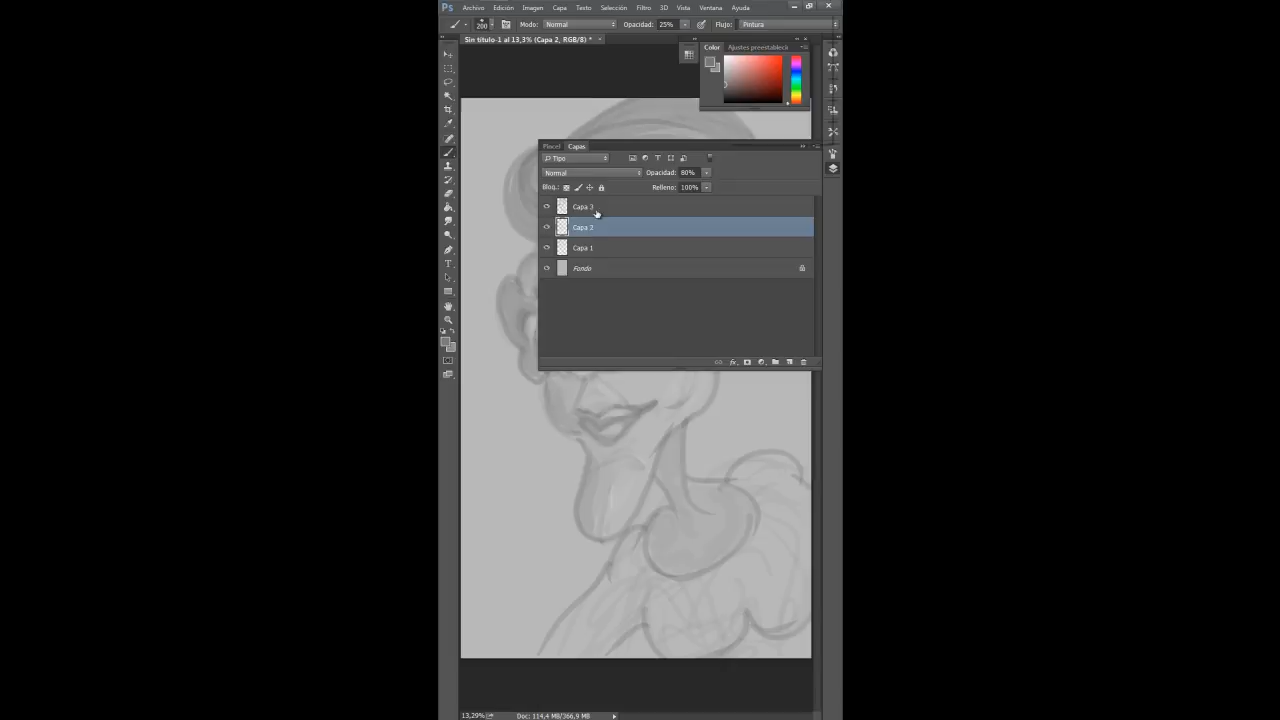 Ps Archivo Edición Imagen Capa Texto Selección Filtro 3D Vista Ventana Ayuda
200 Modo: Normal Opacidad: 25% Flujo: Pintura
Sin título-1 al 13,3% (Capa 2, RGB/8) *
Color Ajustes preestableci
Capas
Tipo
Normal Opacidad: 80%
Bloq.: Relleno: 100%
Capa 3
Capa 2
Capa 1
Fondo
13,29% Doc: 114,4 MB/366,9 MB